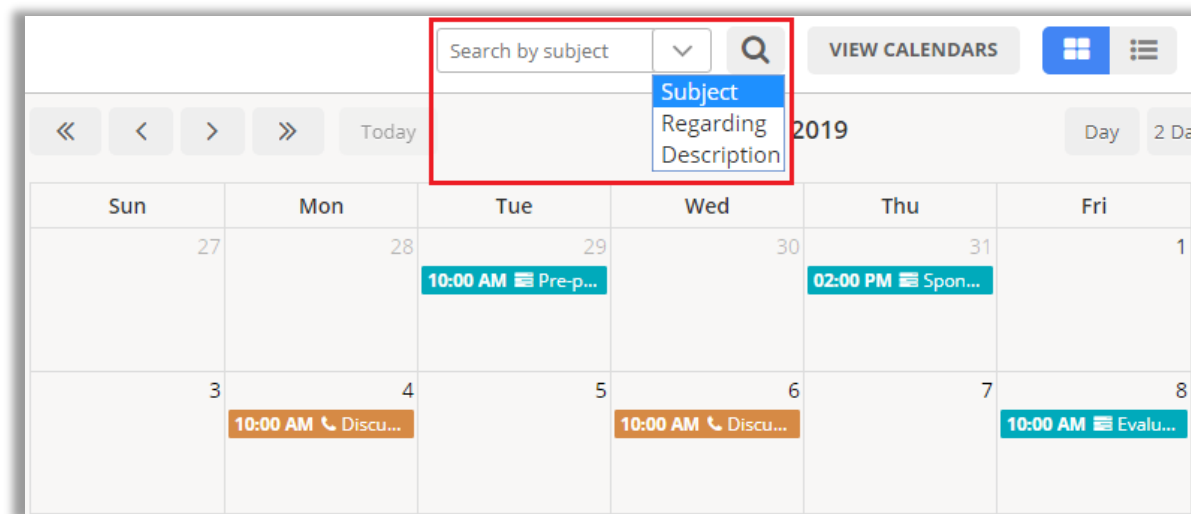 Search by subject
VIEW CALENDARS
Subject
Regarding
Description
Today
2019
Day
2 Da
Sun Mon Tue Wed Thu Fri
27 28 29 30 31 1
10:00 AM Pre-p... 02:00 PM Spon...
3 4 5 6 7 8
10:00 AM Discu... 10:00 AM Discu... 10:00 AM Evalu...